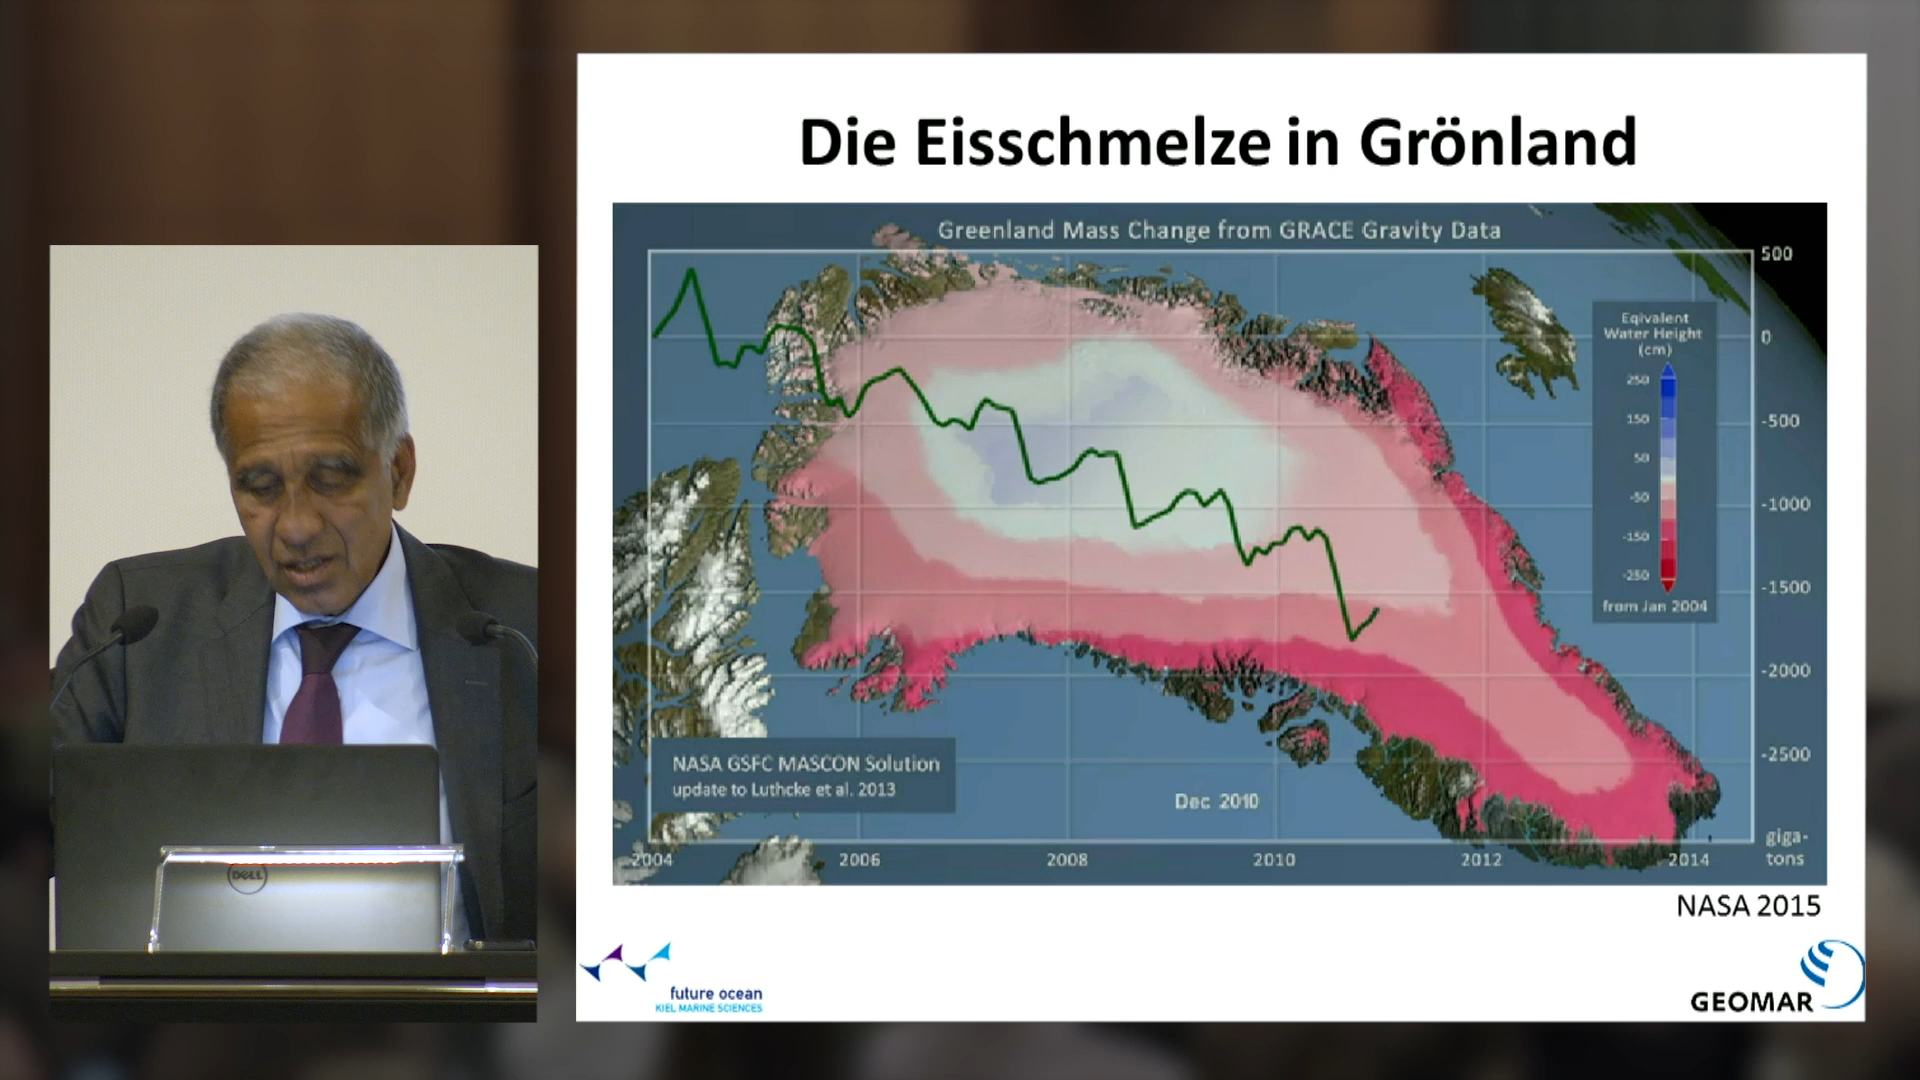 Die Eisschmelze in Grönland
Greenland Mass Change from GRACE Gravity Data
500
0
-500
-1000
-1500
-2000
-2500
giga-
tons
Eqivalent
Water Height
(cm)
250
150
50
-50
-150
-250
from Jan 2004
NASA GSFC MASCON Solution
update to Luthcke et al. 2013
Dec 2010
2004
2006
2008
2010
2012
2014
NASA 2015
future ocean
KIEL MARINE SCIENCES
GEOMAR
DELL